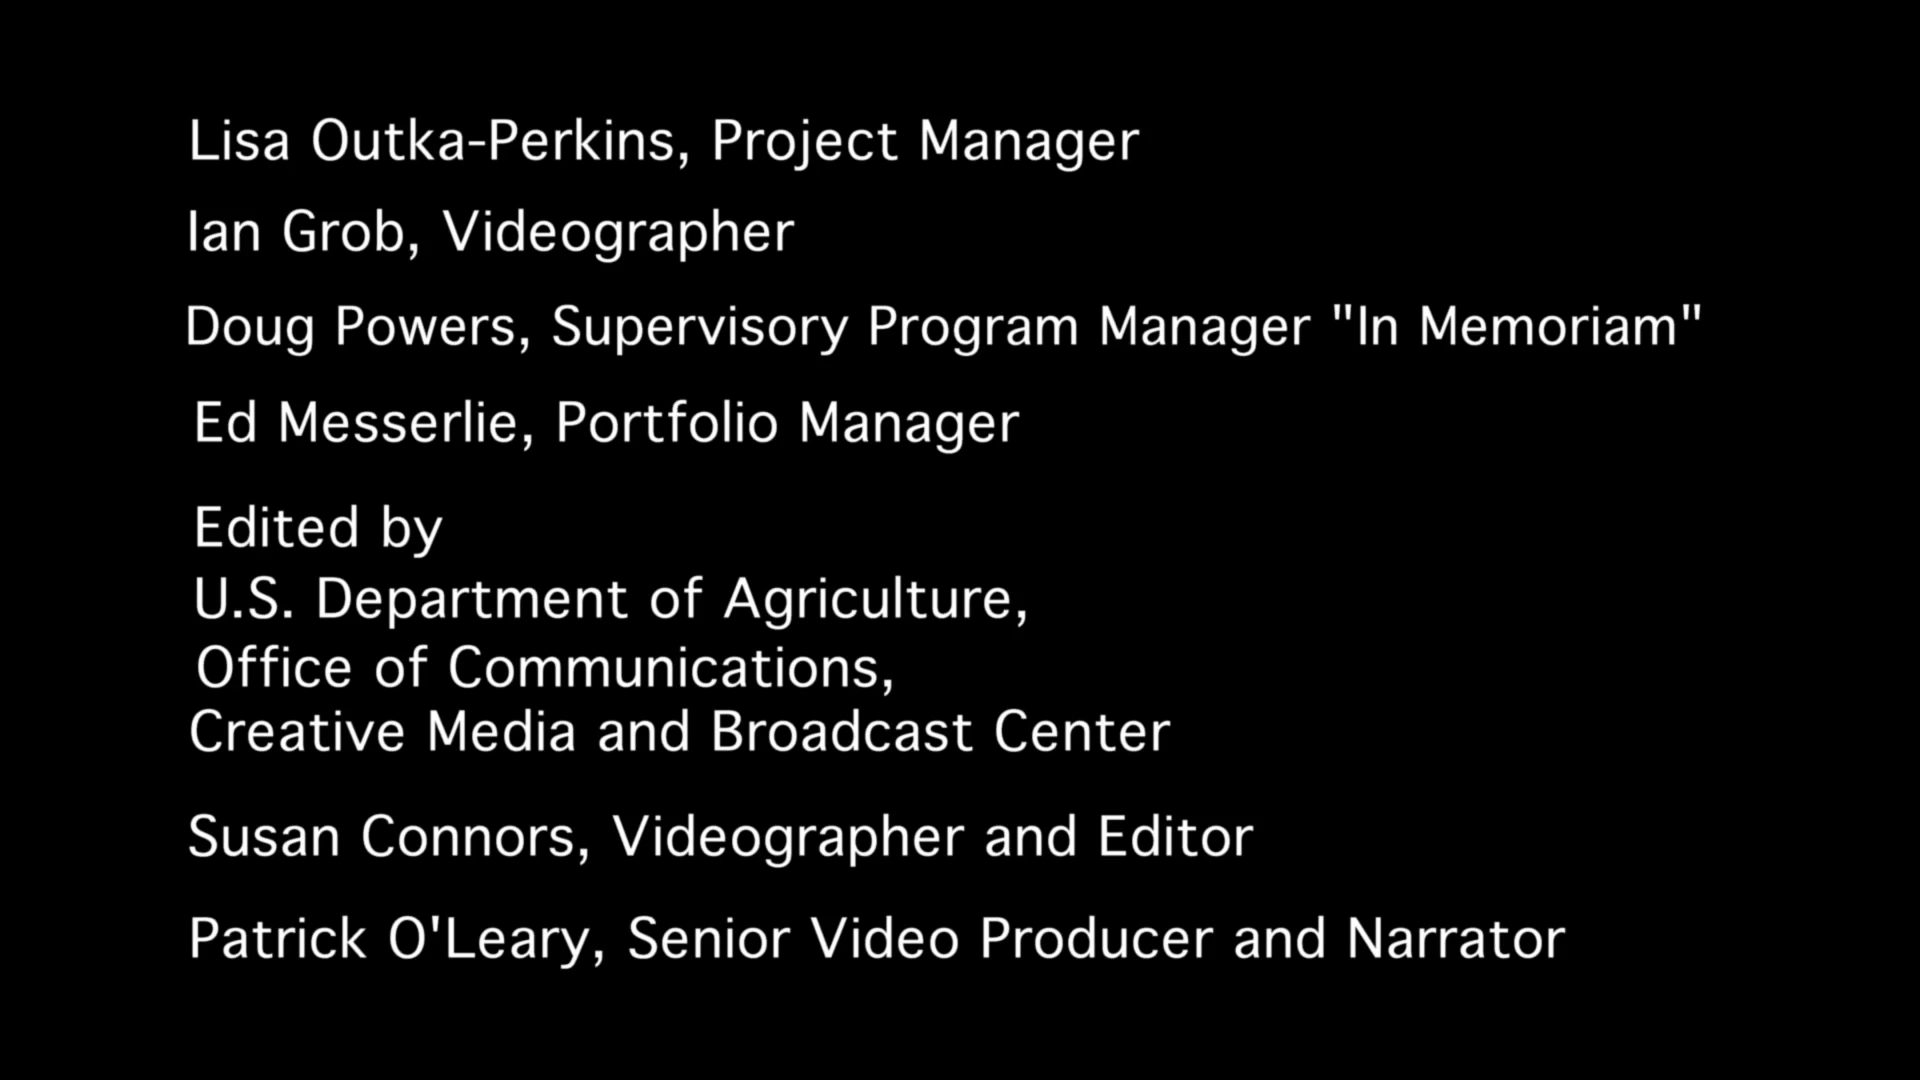 Lisa Outka-Perkins, Project Manager
Ian Grob, Videographer
Doug Powers, Supervisory Program Manager "In Memoriam"
Ed Messerlie, Portfolio Manager
Edited by
U.S. Department of Agriculture,
Office of Communications,
Creative Media and Broadcast Center
Susan Connors, Videographer and Editor
Patrick O'Leary, Senior Video Producer and Narrator